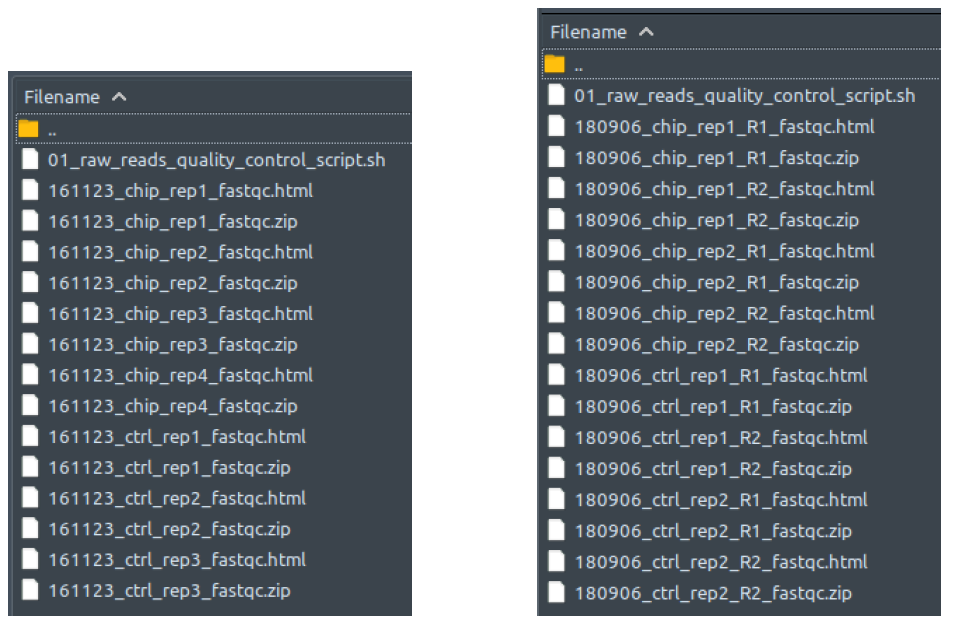 Filename
..
01_raw_reads_quality_control_script.sh
161123_chip_rep1_fastqc.html
161123_chip_rep1_fastqc.zip
161123_chip_rep2_fastqc.html
161123_chip_rep2_fastqc.zip
161123_chip_rep3_fastqc.html
161123_chip_rep3_fastqc.zip
161123_chip_rep4_fastqc.html
161123_chip_rep4_fastqc.zip
161123_ctrl_rep1_fastqc.html
161123_ctrl_rep1_fastqc.zip
161123_ctrl_rep2_fastqc.html
161123_ctrl_rep2_fastqc.zip
161123_ctrl_rep3_fastqc.html
161123_ctrl_rep3_fastqc.zip
Filename
..
01_raw_reads_quality_control_script.sh
180906_chip_rep1_R1_fastqc.html
180906_chip_rep1_R1_fastqc.zip
180906_chip_rep1_R2_fastqc.html
180906_chip_rep1_R2_fastqc.zip
180906_chip_rep2_R1_fastqc.html
180906_chip_rep2_R1_fastqc.zip
180906_chip_rep2_R2_fastqc.html
180906_chip_rep2_R2_fastqc.zip
180906_ctrl_rep1_R1_fastqc.html
180906_ctrl_rep1_R1_fastqc.zip
180906_ctrl_rep1_R2_fastqc.html
180906_ctrl_rep1_R2_fastqc.zip
180906_ctrl_rep2_R1_fastqc.html
180906_ctrl_rep2_R1_fastqc.zip
180906_ctrl_rep2_R2_fastqc.html
180906_ctrl_rep2_R2_fastqc.zip